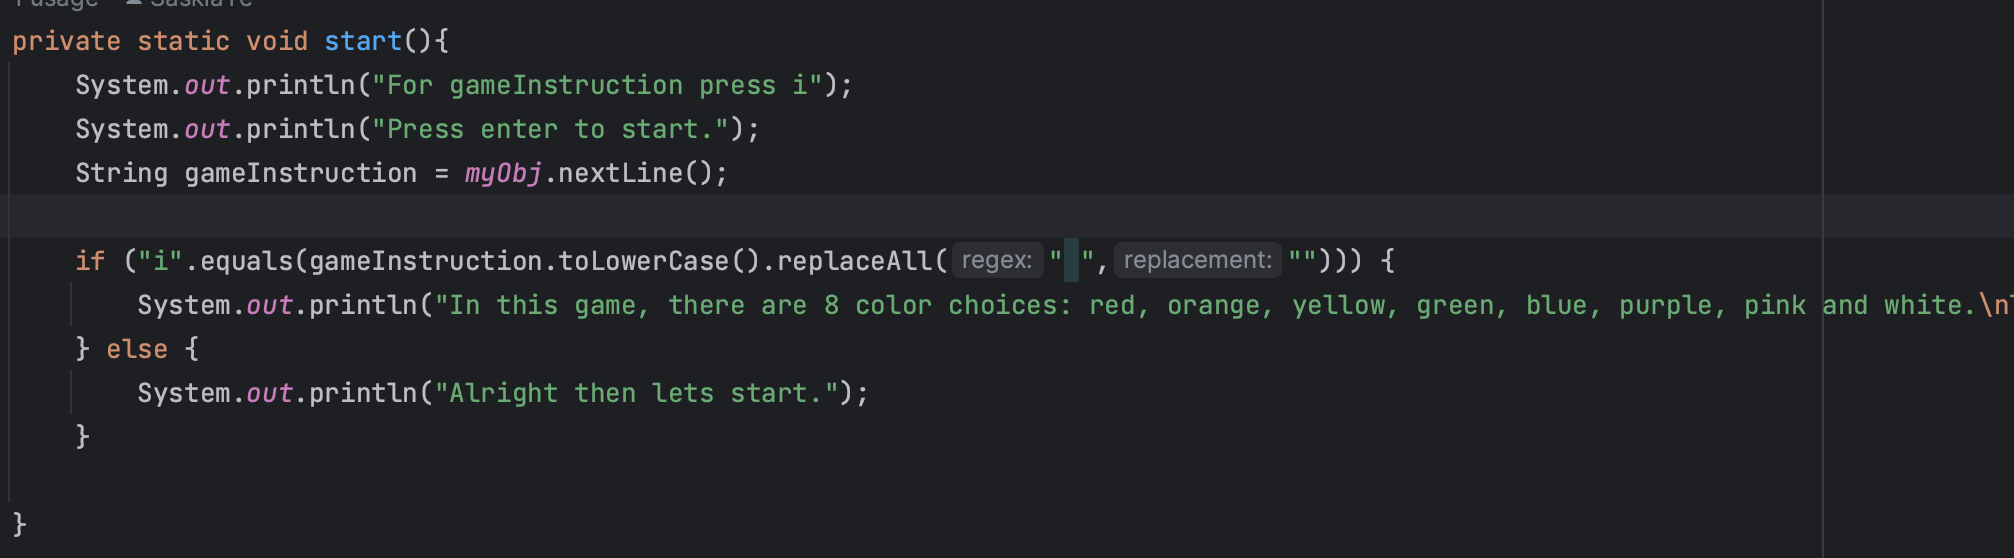 1 usage SaskiaTe
private static void start(){
System.out.println("For gameInstruction press i");
System.out.println("Press enter to start.");
String gameInstruction = myObj.nextLine();
if ("i".equals(gameInstruction.toLowerCase().replaceAll( regex: " ", replacement: ""))) {
System.out.println("In this game, there are 8 color choices: red, orange, yellow, green, blue, purple, pink and white.\n
} else {
System.out.println("Alright then lets start.");
}
}